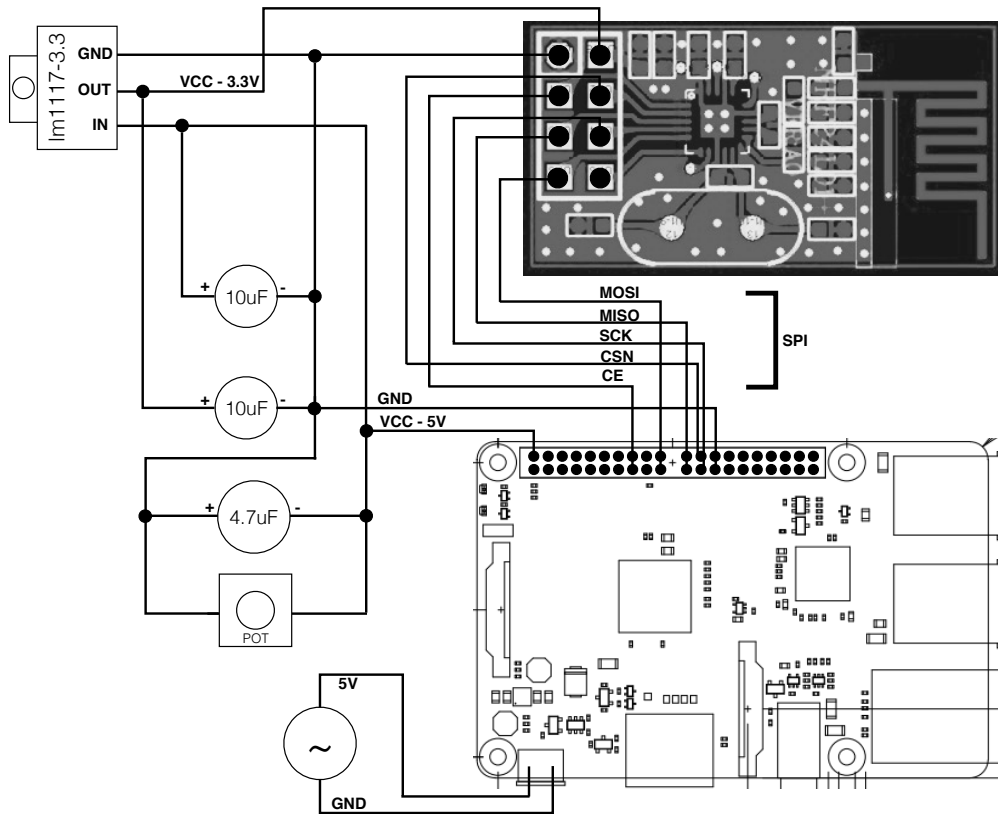 lm1117-3.3
GND
OUT
IN
VCC - 3.3V
+ 10uF -
+ 10uF -
+ 4.7uF -
POT
MOSI
MISO
SCK
CSN
CE
SPI
GND
VCC - 5V
5V
~
GND